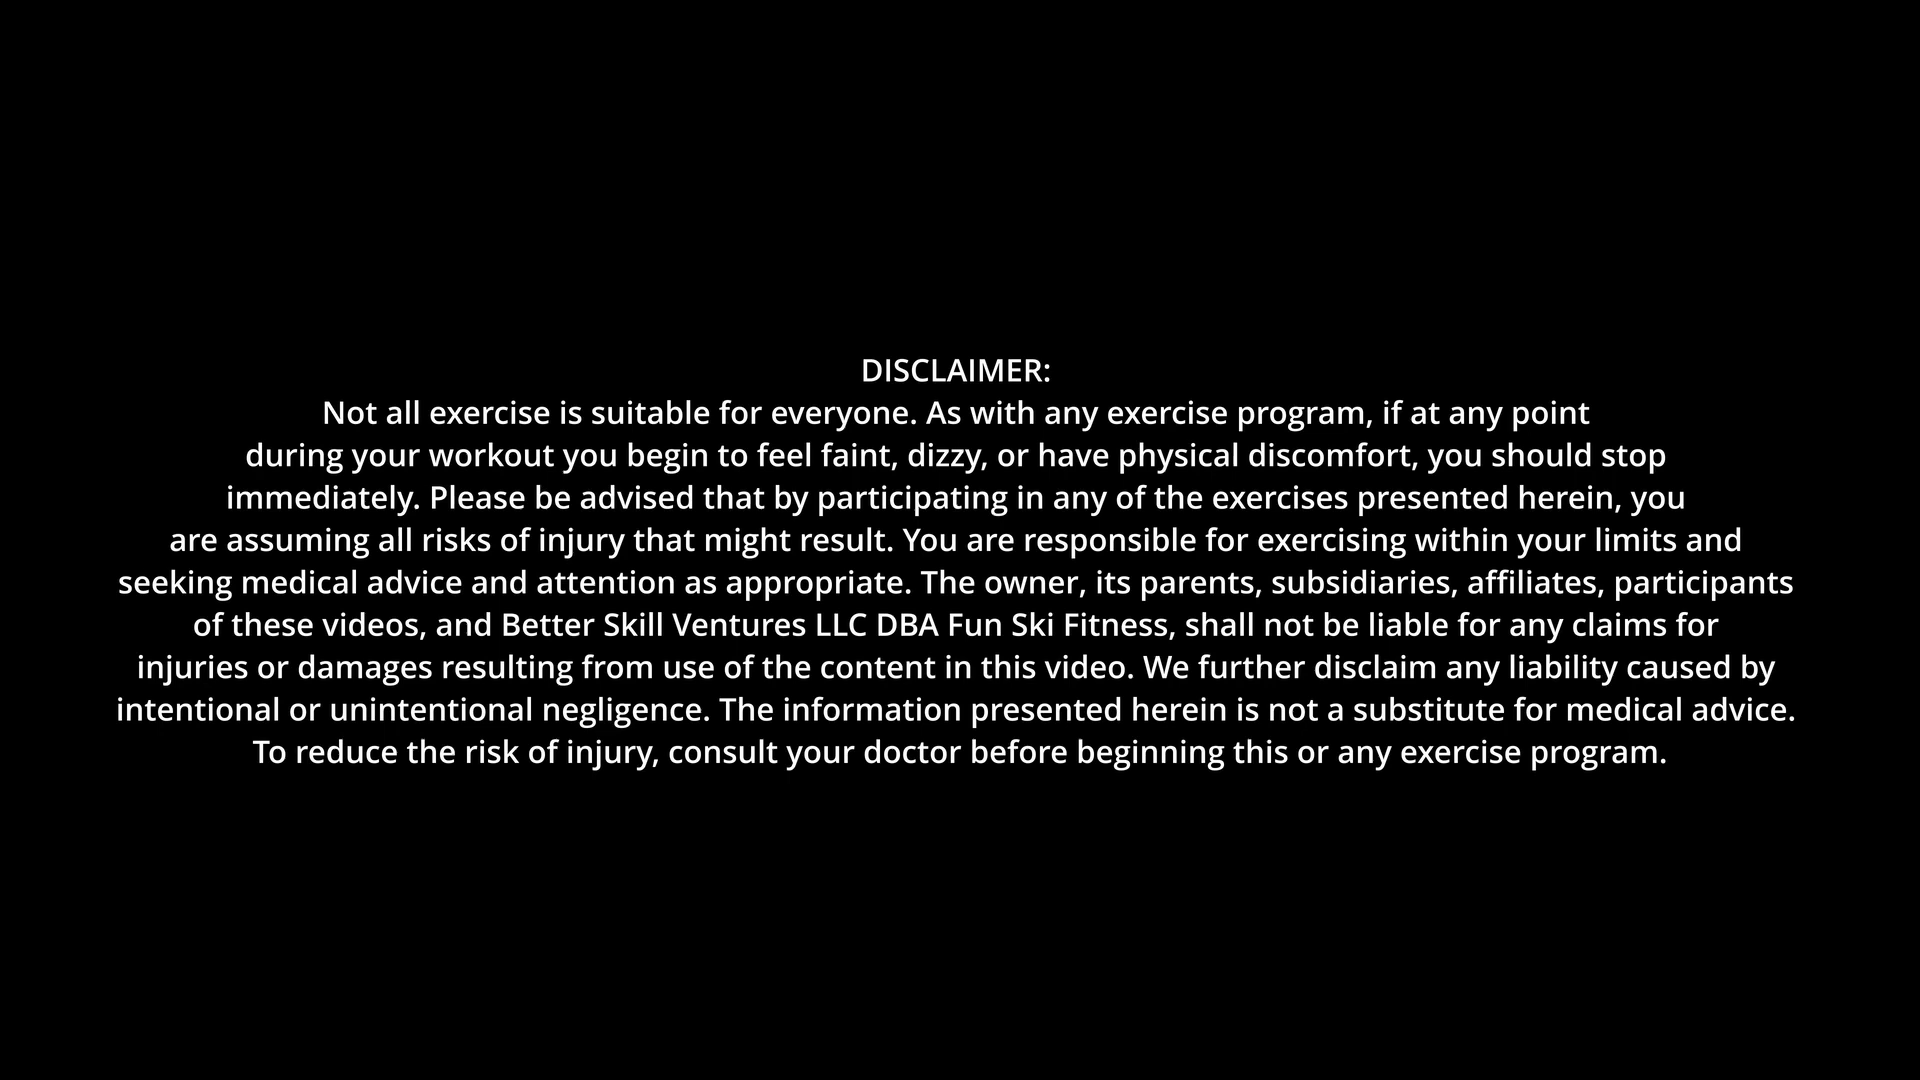 DISCLAIMER:
Not all exercise is suitable for everyone. As with any exercise program, if at any point
during your workout you begin to feel faint, dizzy, or have physical discomfort, you should stop
immediately. Please be advised that by participating in any of the exercises presented herein, you
are assuming all risks of injury that might result. You are responsible for exercising within your limits and
seeking medical advice and attention as appropriate. The owner, its parents, subsidiaries, affiliates, participants
of these videos, and Better Skill Ventures LLC DBA Fun Ski Fitness, shall not be liable for any claims for
injuries or damages resulting from use of the content in this video. We further disclaim any liability caused by
intentional or unintentional negligence. The information presented herein is not a substitute for medical advice.
To reduce the risk of injury, consult your doctor before beginning this or any exercise program.